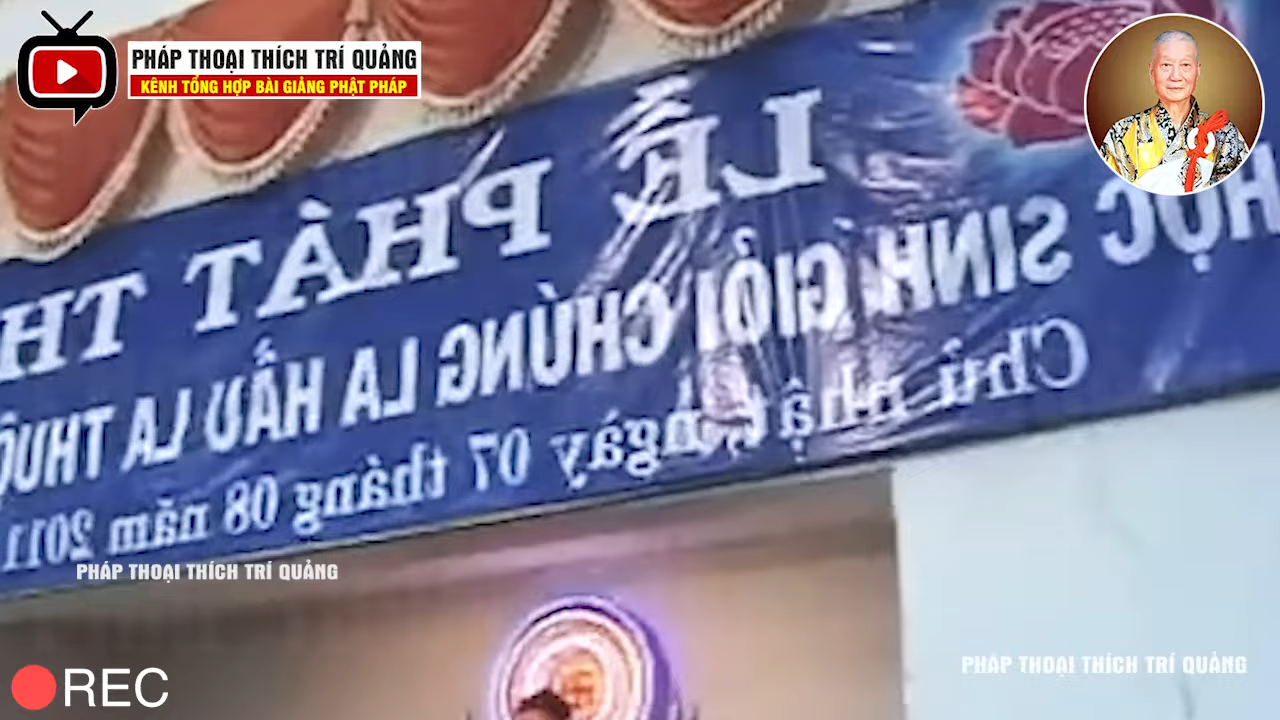 PHÁP THOẠI THÍCH TRÍ QUẢNG
KÊNH TỔNG HỢP BÀI GIẢNG PHẬT PHÁP
LỄ PHÁT TH
HỌC SINH GIỎI CHÙNG LA HẦU LA THUỘ
Chủ nhật, ngày 07 tháng 08 năm 2011
PHÁP THOẠI THÍCH TRÍ QUẢNG
PHÁP THOẠI THÍCH TRÍ QUẢNG
REC